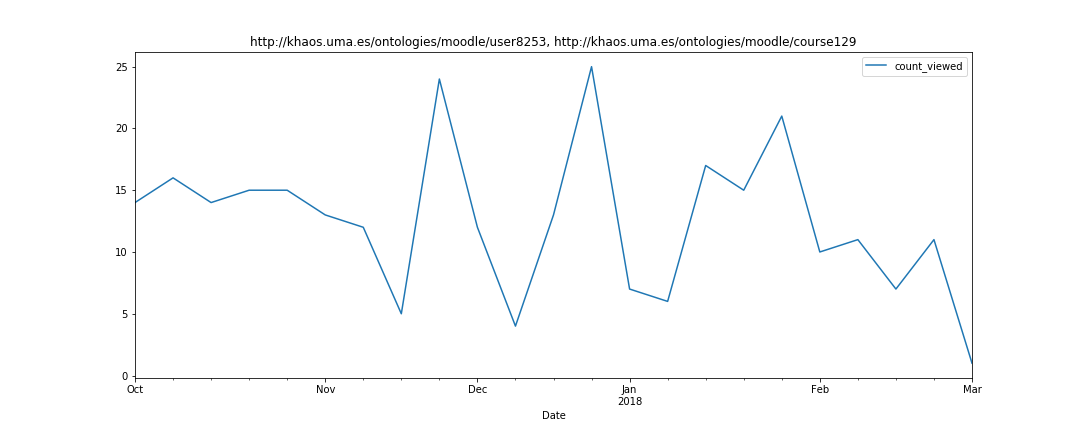 http://khaos.uma.es/ontologies/moodle/user8253, http://khaos.uma.es/ontologies/moodle/course129
count_viewed
25
20
15
10
5
0
Oct Nov Dec Jan Feb Mar
2018
Date